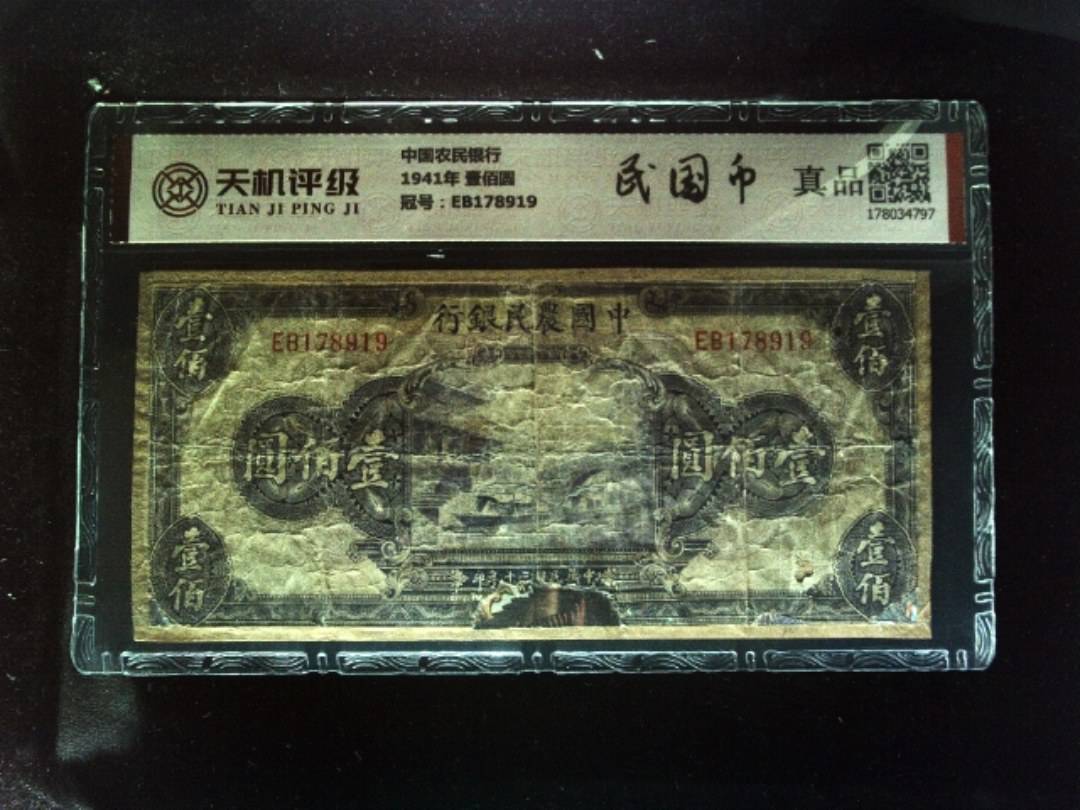 天机评级
TIAN JI PING JI
中国农民银行
1941年 壹佰圆
冠号：EB178919
民国币
真品
178034797
行銀民農國中
壹佰
壹佰
EB178919
EB178919
圓佰壹
圓佰壹
壹佰
壹佰